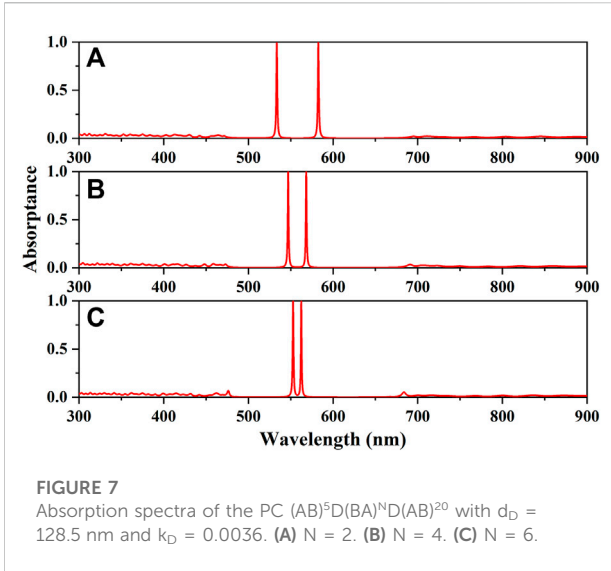 1.0
A
0.5
0.0
300 400 500 600 700 800 900
1.0
B
Absorptance
0.5
0.0
300 400 500 600 700 800 900
1.0
C
0.5
0.0
300 400 500 600 700 800 900
Wavelength (nm)
FIGURE 7
Absorption spectra of the PC (AB)⁵D(BA)ᴺD(AB)²⁰ with d_D =
128.5 nm and k_D = 0.0036. (A) N = 2. (B) N = 4. (C) N = 6.